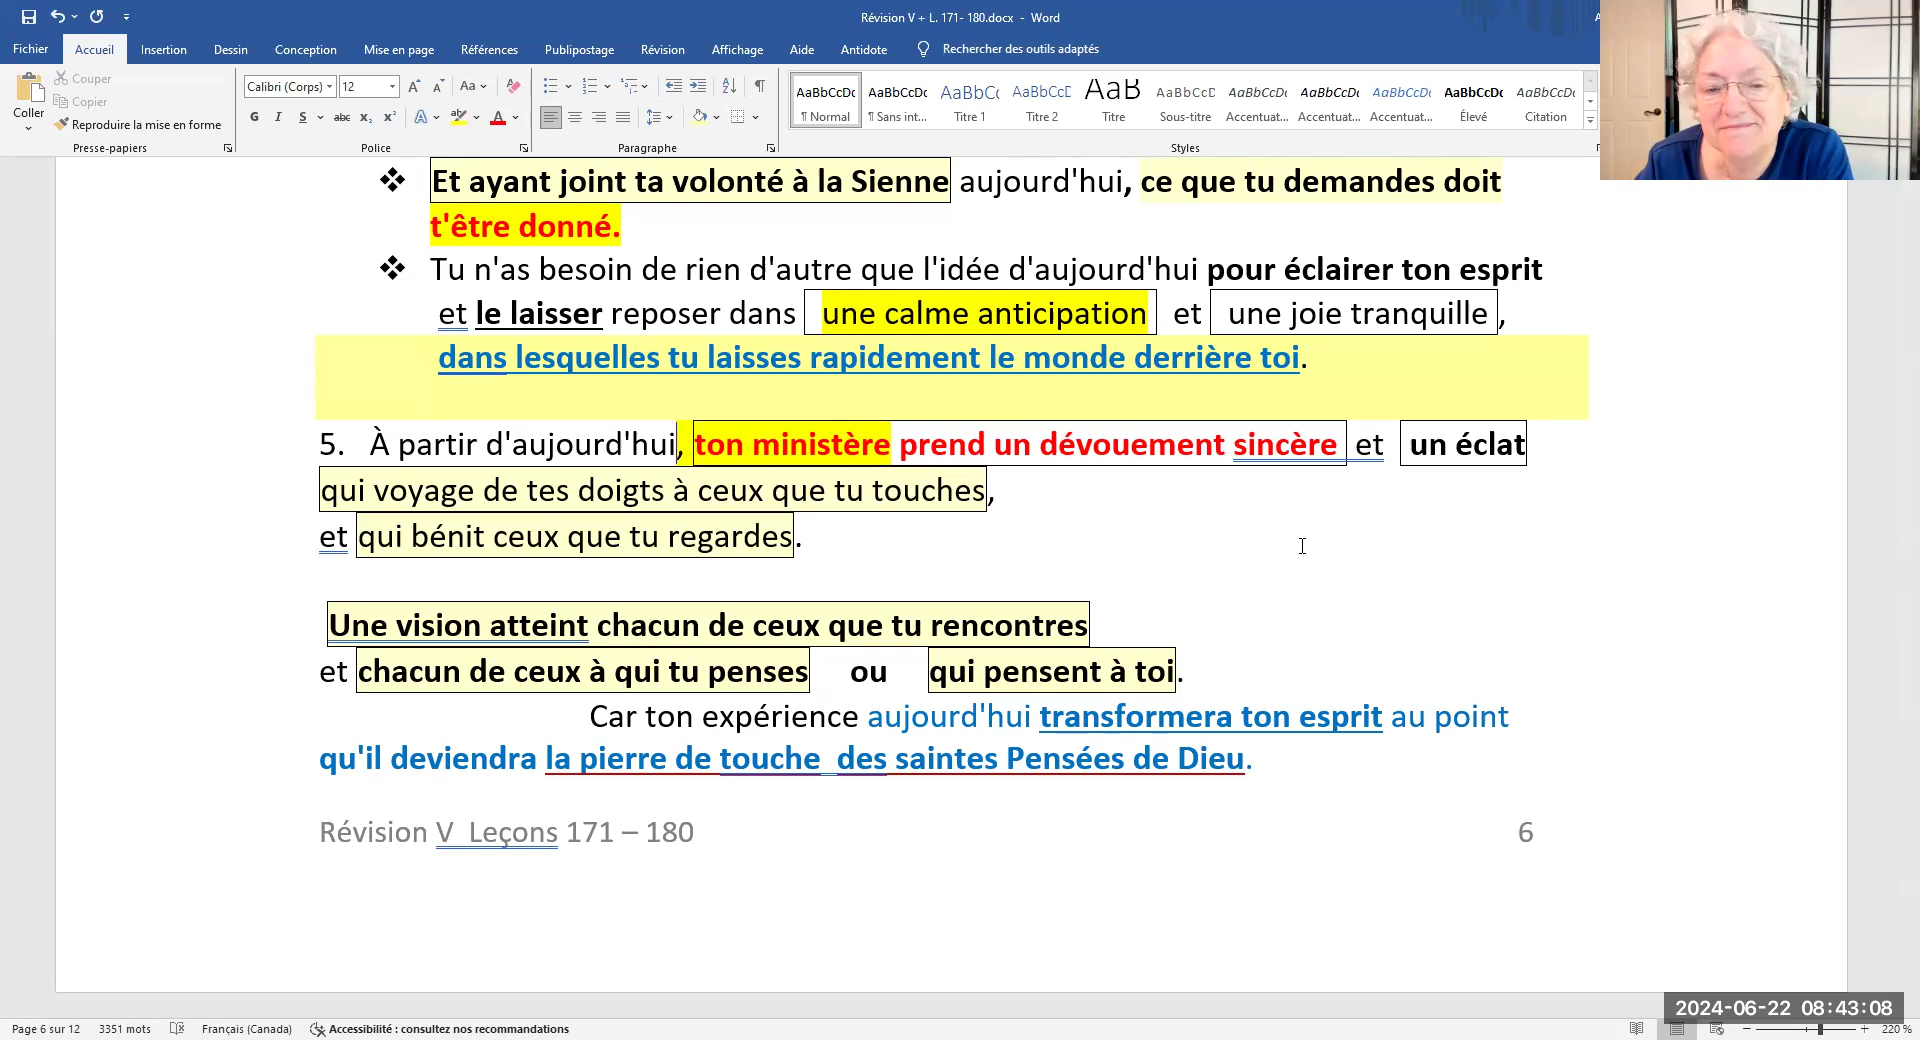 Révision V + L. 171- 180.docx - Word
Fichier Accueil Insertion Dessin Conception Mise en page Références Publipostage Révision Affichage Aide Antidote Rechercher des outils adaptés
Coller
Couper
Copier
Reproduire la mise en forme
Presse-papiers
Calibri (Corps) 12
Aa
G I S abc x₂ x² A A
Police
Paragraphe
AaBbCcDc AaBbCcDc AaBbCc AaBbCcD AaB AaBbCcD AaBbCcDc AaBbCcDc AaBbCcDc AaBbCcDc AaBbCcDc
¶ Normal ¶ Sans int... Titre 1 Titre 2 Titre Sous-titre Accentuat... Accentuat... Accentuat... Élevé Citation
Styles
❖ Et ayant joint ta volonté à la Sienne aujourd'hui, ce que tu demandes doit
t'être donné.
❖ Tu n'as besoin de rien d'autre que l'idée d'aujourd'hui pour éclairer ton esprit
et le laisser reposer dans une calme anticipation et une joie tranquille,
dans lesquelles tu laisses rapidement le monde derrière toi.
5. À partir d'aujourd'hui, ton ministère prend un dévouement sincère et un éclat
qui voyage de tes doigts à ceux que tu touches,
et qui bénit ceux que tu regardes.
Une vision atteint chacun de ceux que tu rencontres
et chacun de ceux à qui tu penses ou qui pensent à toi.
Car ton expérience aujourd'hui transformera ton esprit au point
qu'il deviendra la pierre de touche des saintes Pensées de Dieu.
Révision V Leçons 171 – 180 6
2024-06-22 08:43:08
Page 6 sur 12 3351 mots Français (Canada) Accessibilité : consultez nos recommandations 220 %